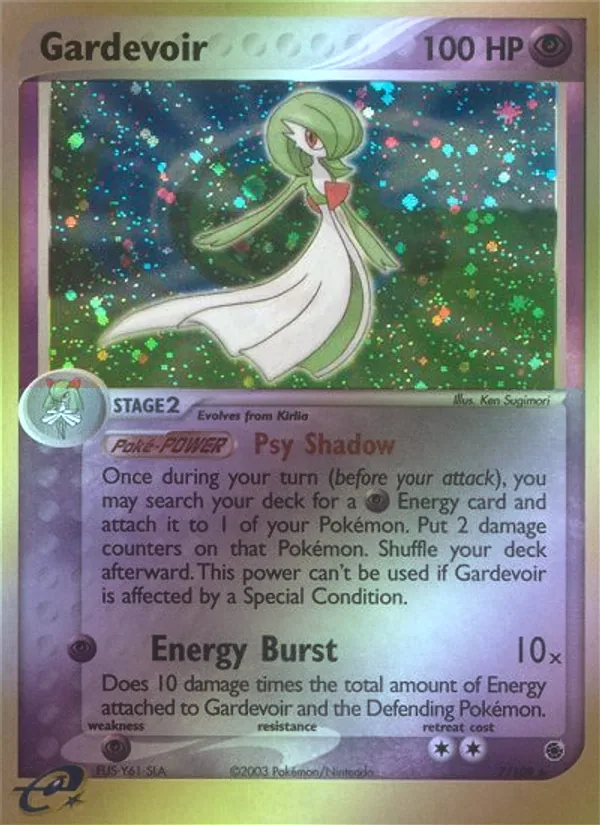 Gardevoir 100 HP
Illus. Ken Sugimori
STAGE2
Evolves from Kirlia
Poké-POWER Psy Shadow
Once during your turn (before your attack), you
may search your deck for a Energy card and
attach it to 1 of your Pokémon. Put 2 damage
counters on that Pokémon. Shuffle your deck
afterward. This power can't be used if Gardevoir
is affected by a Special Condition.
Energy Burst 10x
Does 10 damage times the total amount of Energy
attached to Gardevoir and the Defending Pokémon.
weakness resistance retreat cost
©2003 Pokémon/Nintendo 7/109
e